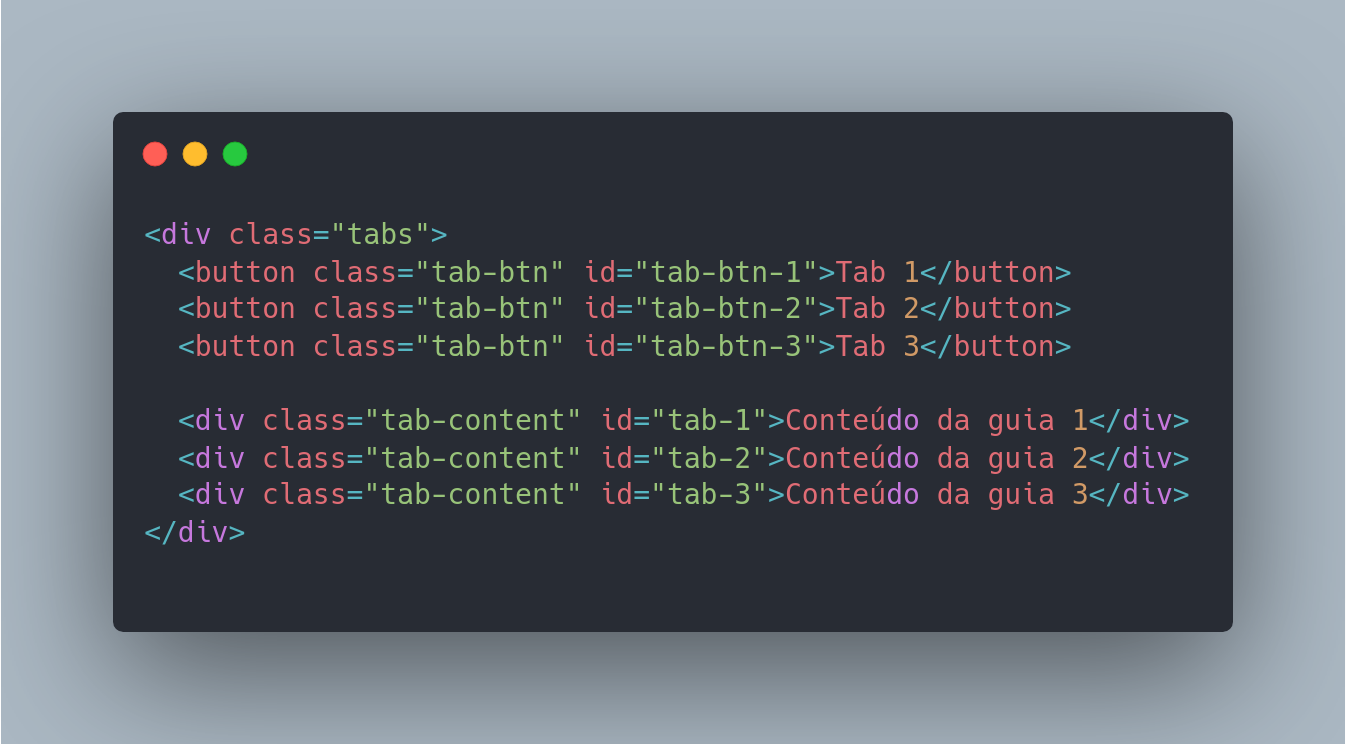 <div class="tabs">
  <button class="tab-btn" id="tab-btn-1">Tab 1</button>
  <button class="tab-btn" id="tab-btn-2">Tab 2</button>
  <button class="tab-btn" id="tab-btn-3">Tab 3</button>

  <div class="tab-content" id="tab-1">Conteúdo da guia 1</div>
  <div class="tab-content" id="tab-2">Conteúdo da guia 2</div>
  <div class="tab-content" id="tab-3">Conteúdo da guia 3</div>
</div>